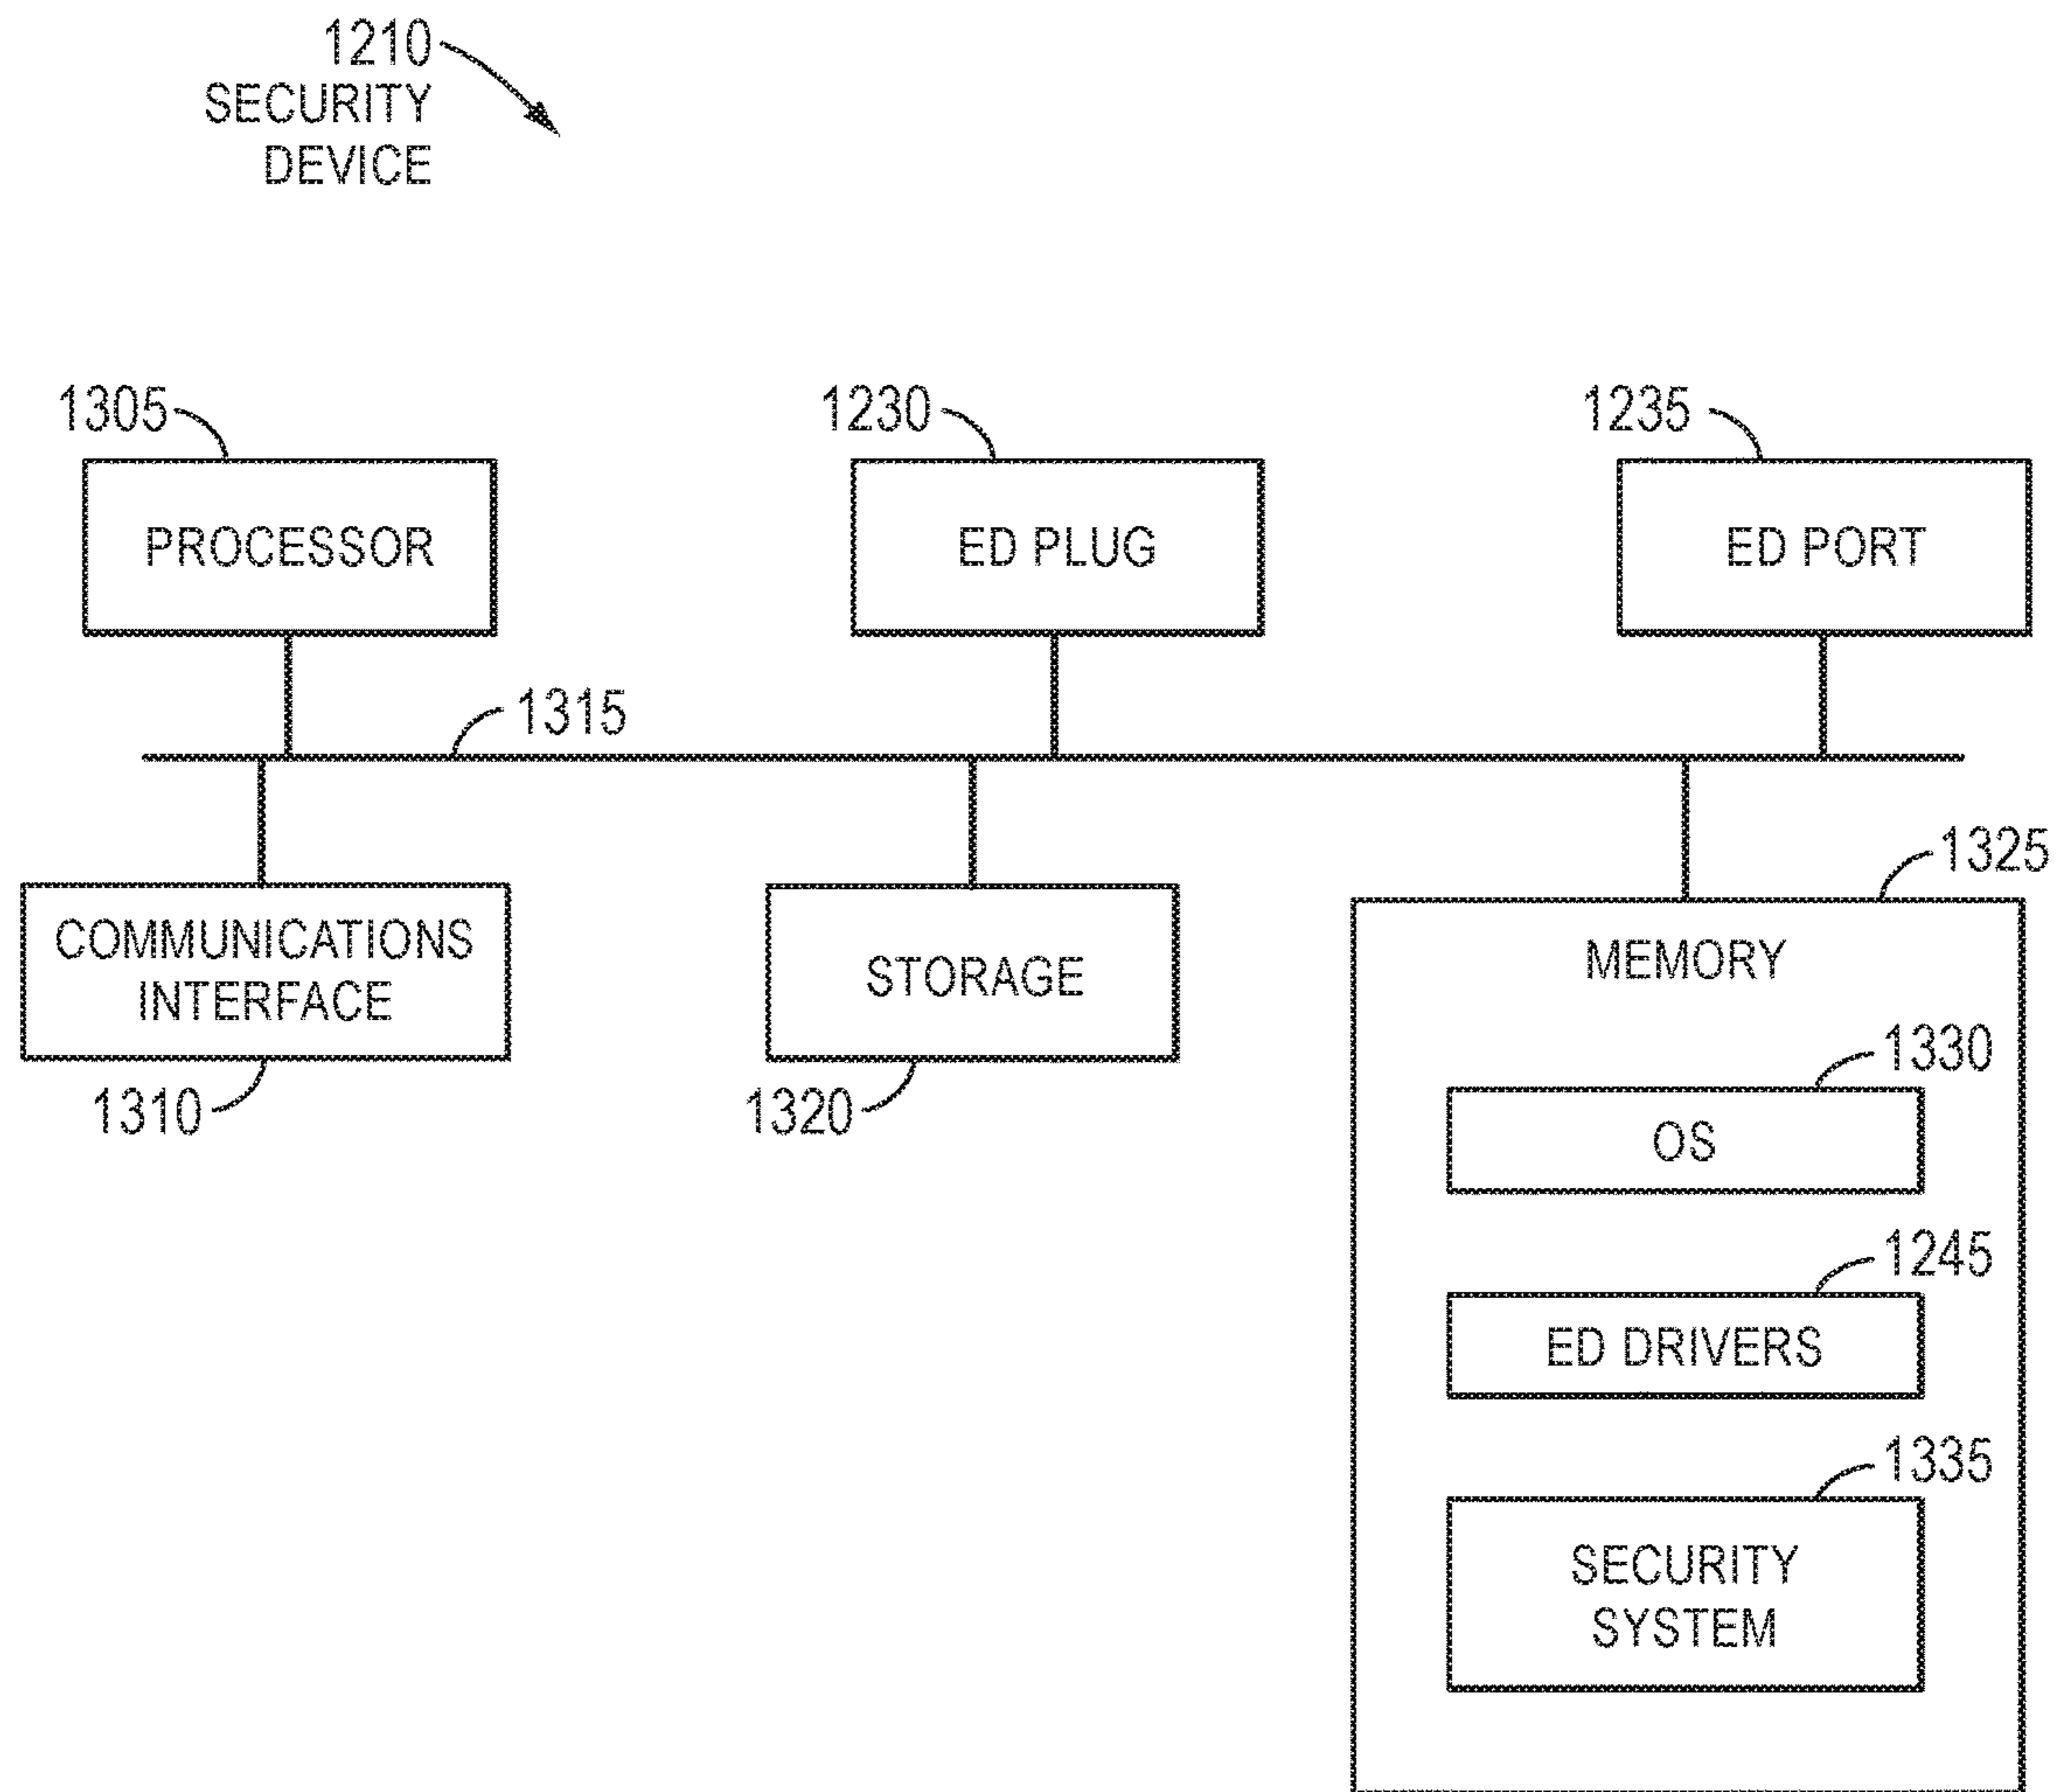 1210
SECURITY
DEVICE
1305
1230
1235
PROCESSOR
ED PLUG
ED PORT
1315
1325
COMMUNICATIONS
INTERFACE
STORAGE
MEMORY
1310
1320
1330
OS
1245
ED DRIVERS
1335
SECURITY
SYSTEM